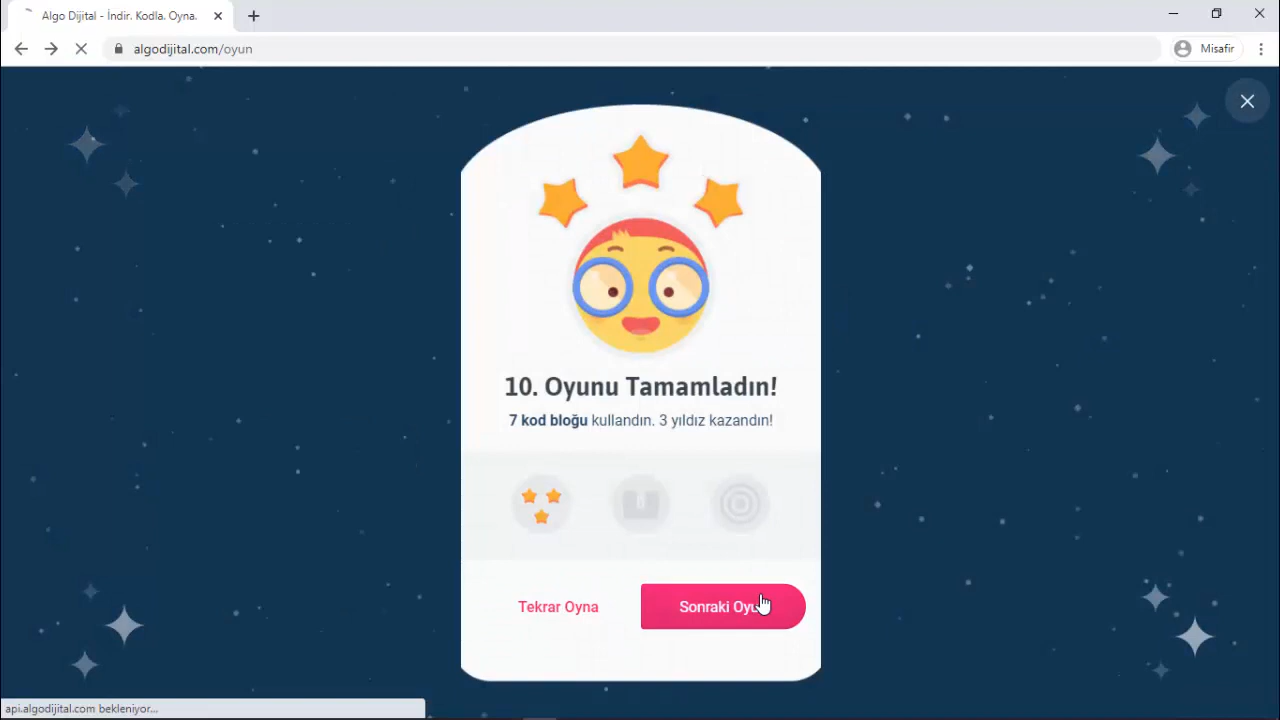 Algo Dijital - İndir. Kodla. Oyna.
algodijital.com/oyun
Misafir
10. Oyunu Tamamladın!
7 kod bloğu kullandın. 3 yıldız kazandın!
Tekrar Oyna
Sonraki
api.algodijital.com bekleniyor...